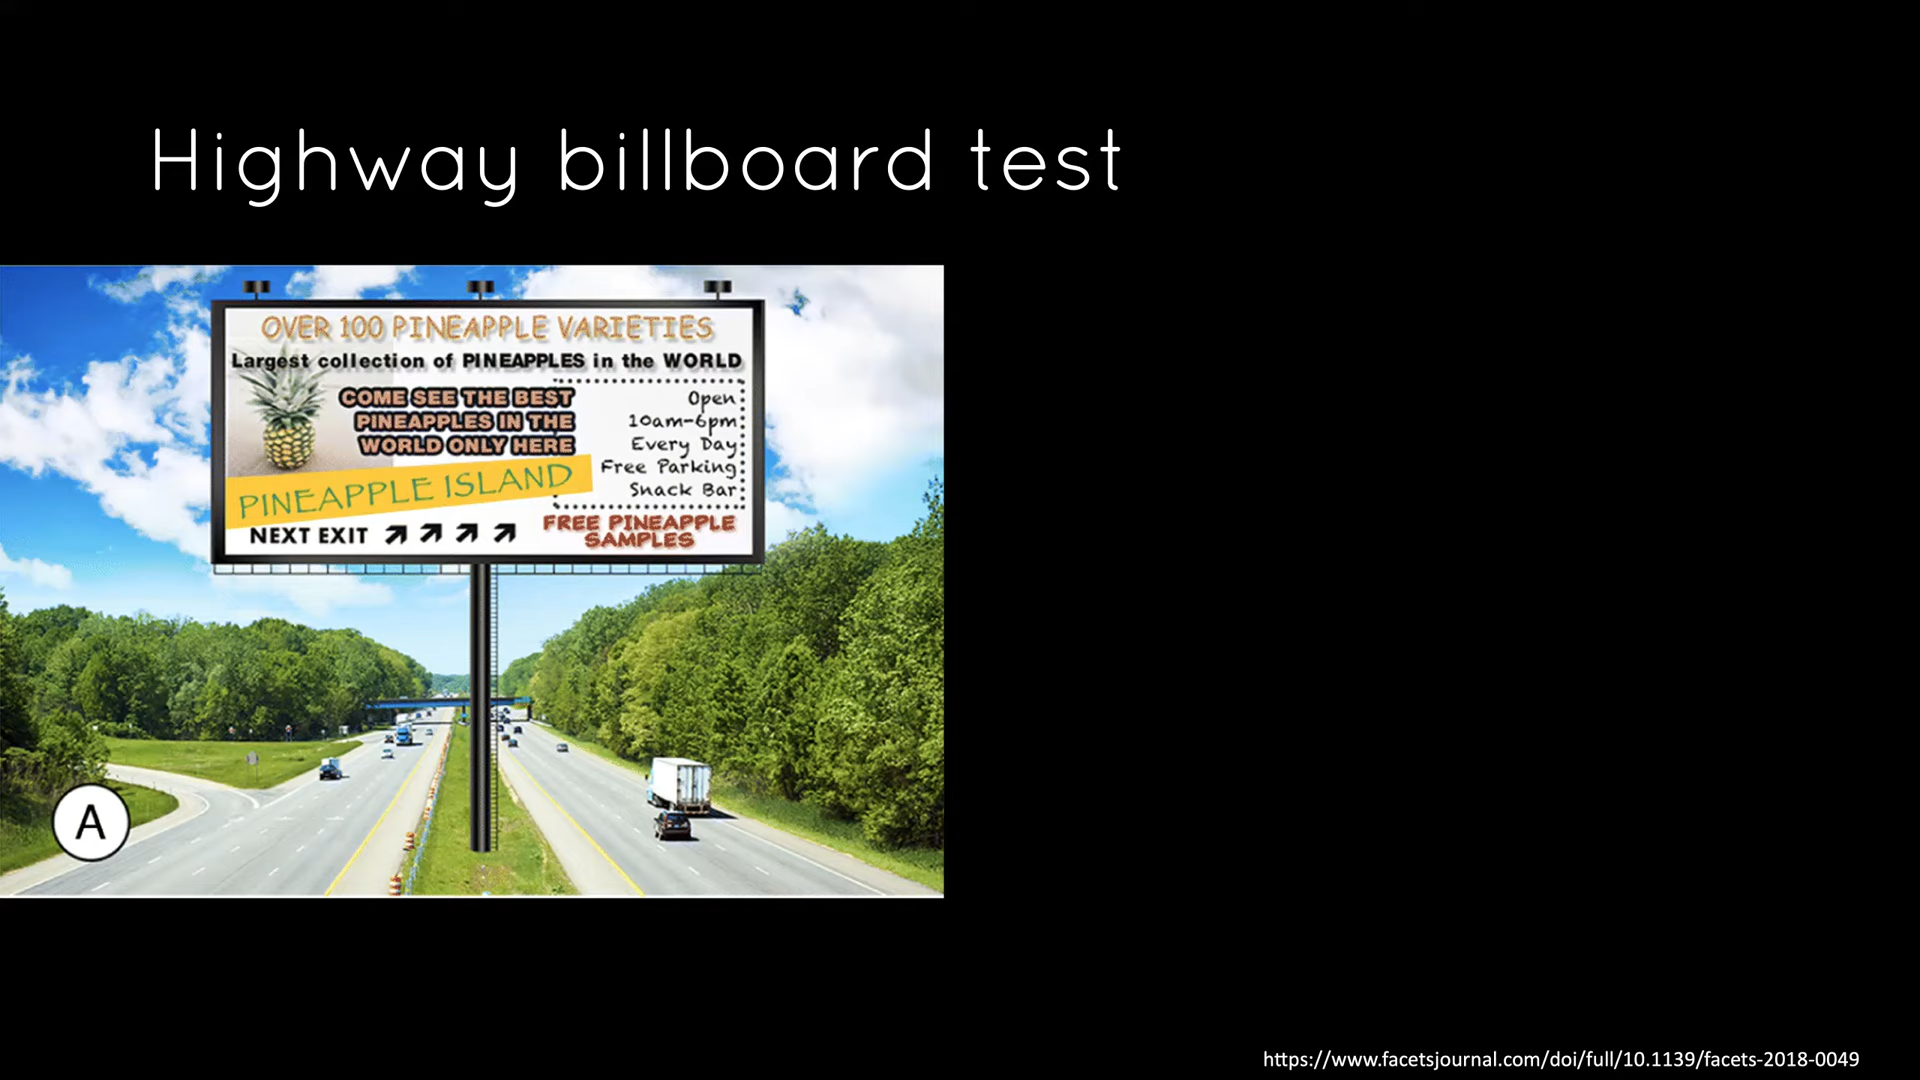 Highway billboard test
OVER 100 PINEAPPLE VARIETIES
Largest collection of PINEAPPLES in the WORLD
COME SEE THE BEST
PINEAPPLES IN THE
WORLD ONLY HERE
Open
10am-6pm
Every Day
Free Parking
Snack Bar
PINEAPPLE ISLAND
NEXT EXIT
FREE PINEAPPLE
SAMPLES
A
https://www.facetsjournal.com/doi/full/10.1139/facets-2018-0049